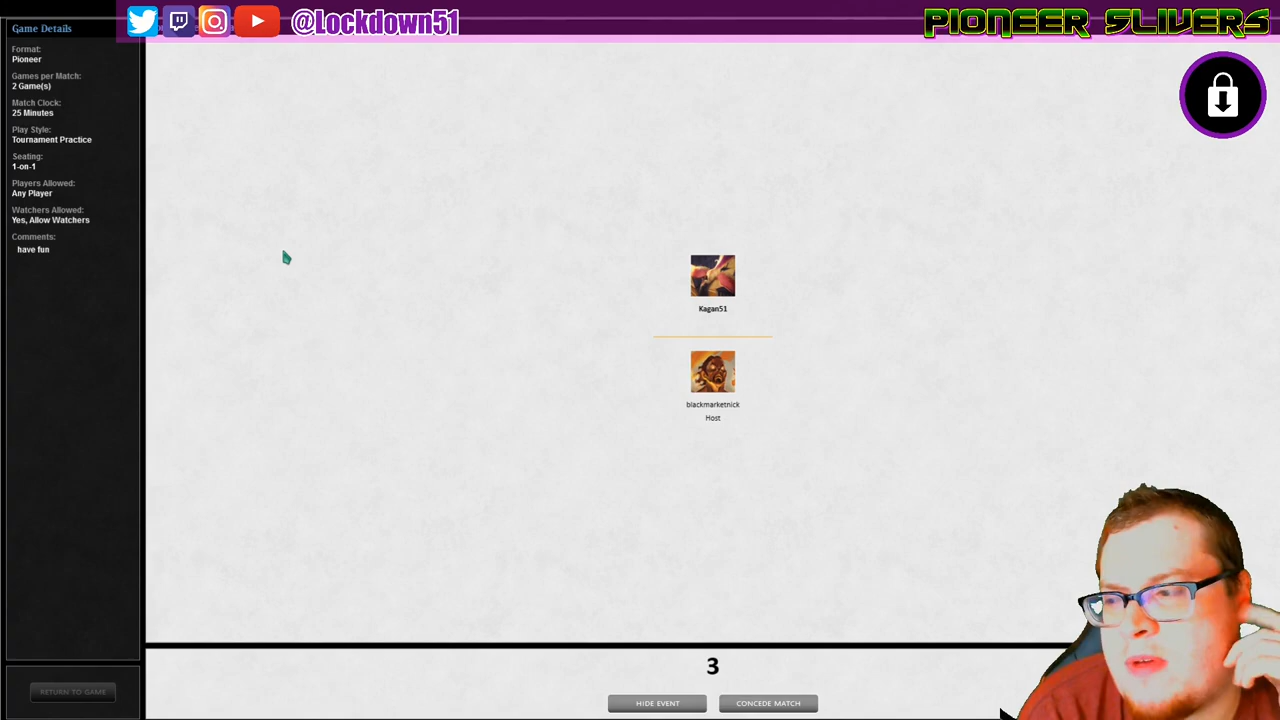 @Lockdown51
PIONEER SLIVERS
Game Details
Format:
Pioneer
Games per Match:
2 Game(s)
Match Clock:
25 Minutes
Play Style:
Tournament Practice
Seating:
1-on-1
Players Allowed:
Any Player
Watchers Allowed:
Yes, Allow Watchers
Comments:
have fun
Kagan51
blackmarketnick
Host
3
RETURN TO GAME
HIDE EVENT
CONCEDE MATCH